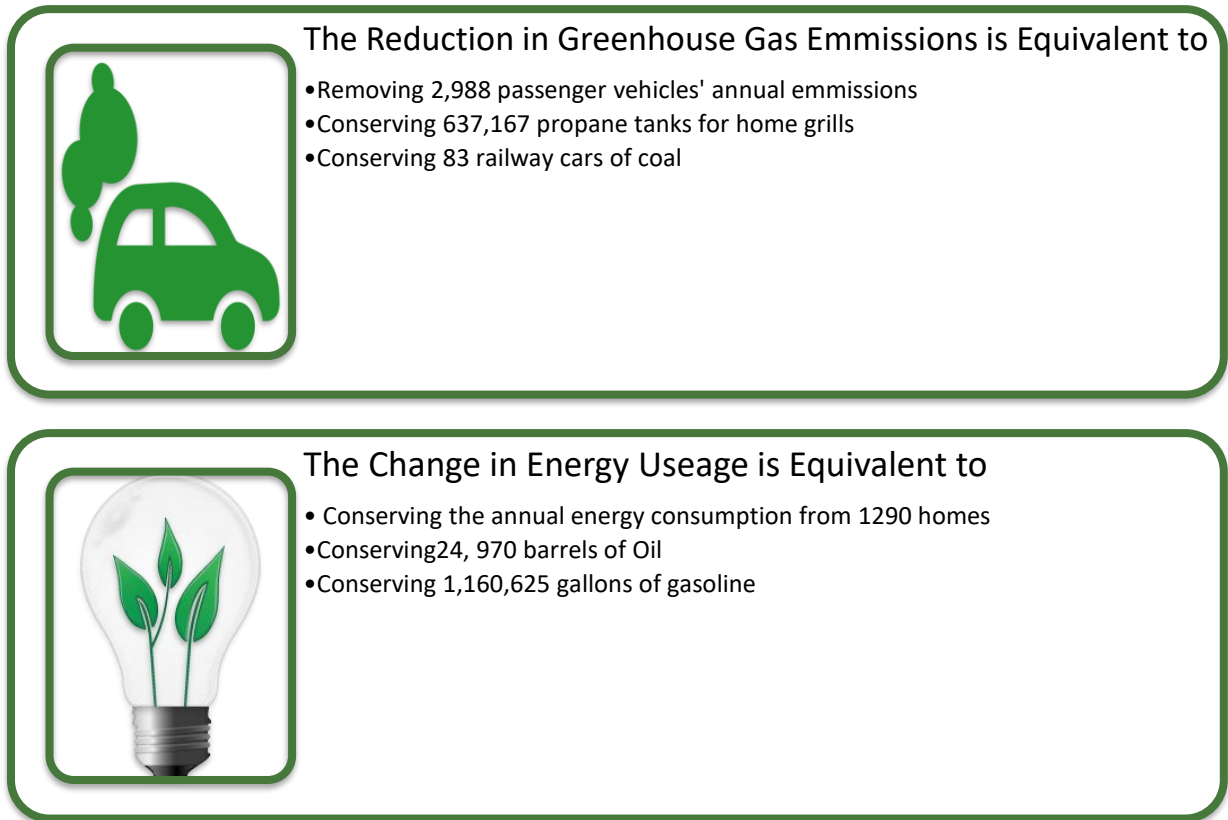 The Reduction in Greenhouse Gas Emmissions is Equivalent to
•Removing 2,988 passenger vehicles' annual emmissions
•Conserving 637,167 propane tanks for home grills
•Conserving 83 railway cars of coal
The Change in Energy Useage is Equivalent to
• Conserving the annual energy consumption from 1290 homes
•Conserving24, 970 barrels of Oil
•Conserving 1,160,625 gallons of gasoline